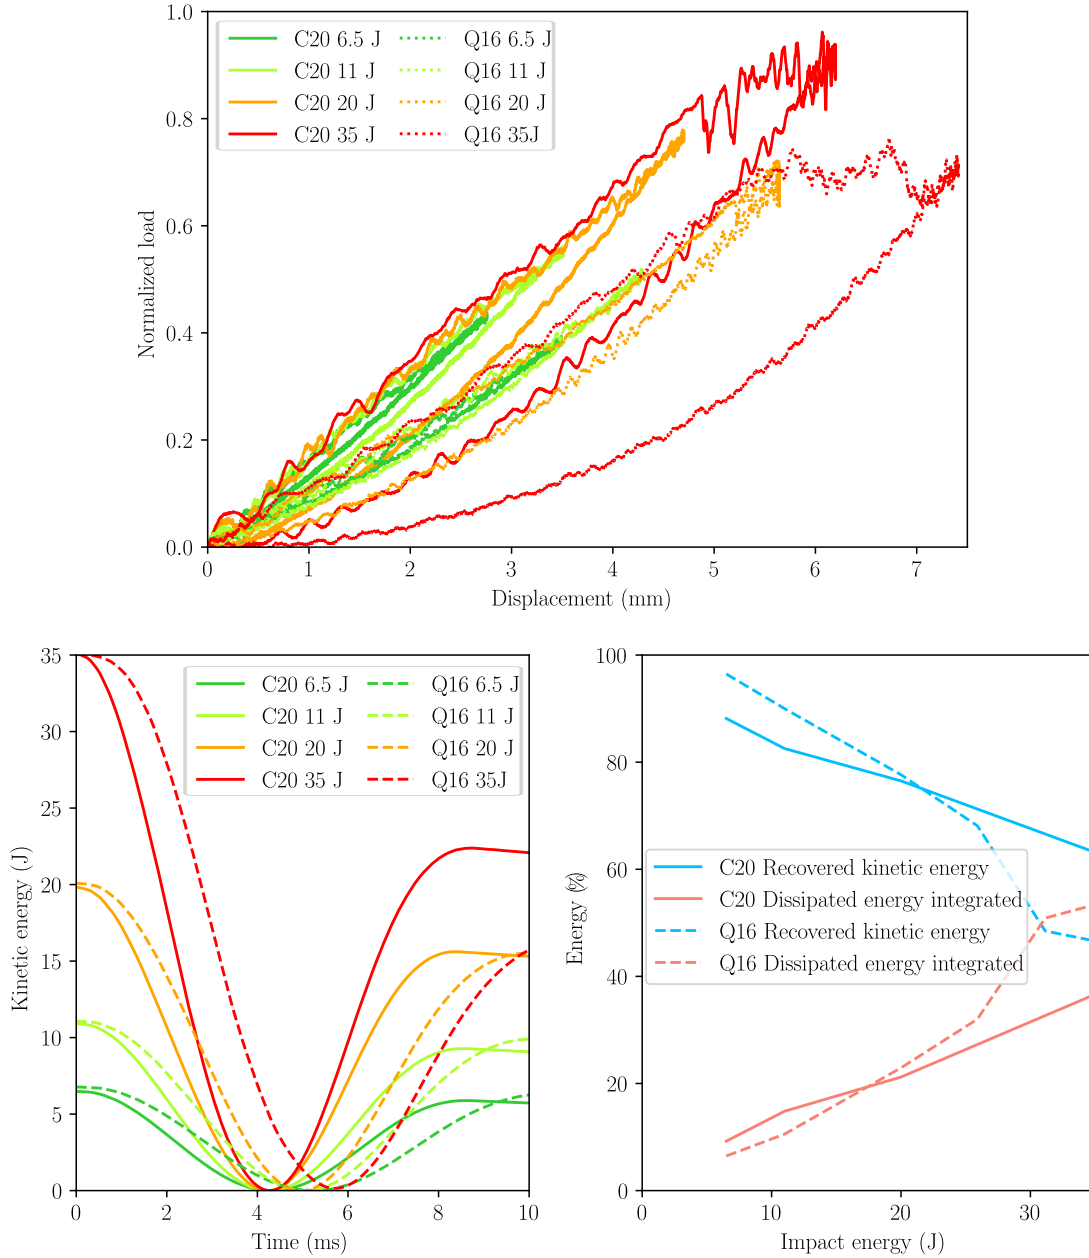 1.0
C20 6.5 J Q16 6.5 J
C20 11 J Q16 11 J
C20 20 J Q16 20 J
C20 35 J Q16 35J
0.8
0.6
0.4
0.2
0.0
Normalized load
0 1 2 3 4 5 6 7
Displacement (mm)
35
30
25
20
15
10
5
0
Kinetic energy (J)
C20 6.5 J Q16 6.5 J
C20 11 J Q16 11 J
C20 20 J Q16 20 J
C20 35 J Q16 35J
0 2 4 6 8 10
Time (ms)
100
80
60
40
20
0
Energy (%)
C20 Recovered kinetic energy
C20 Dissipated energy integrated
Q16 Recovered kinetic energy
Q16 Dissipated energy integrated
0 10 20 30
Impact energy (J)